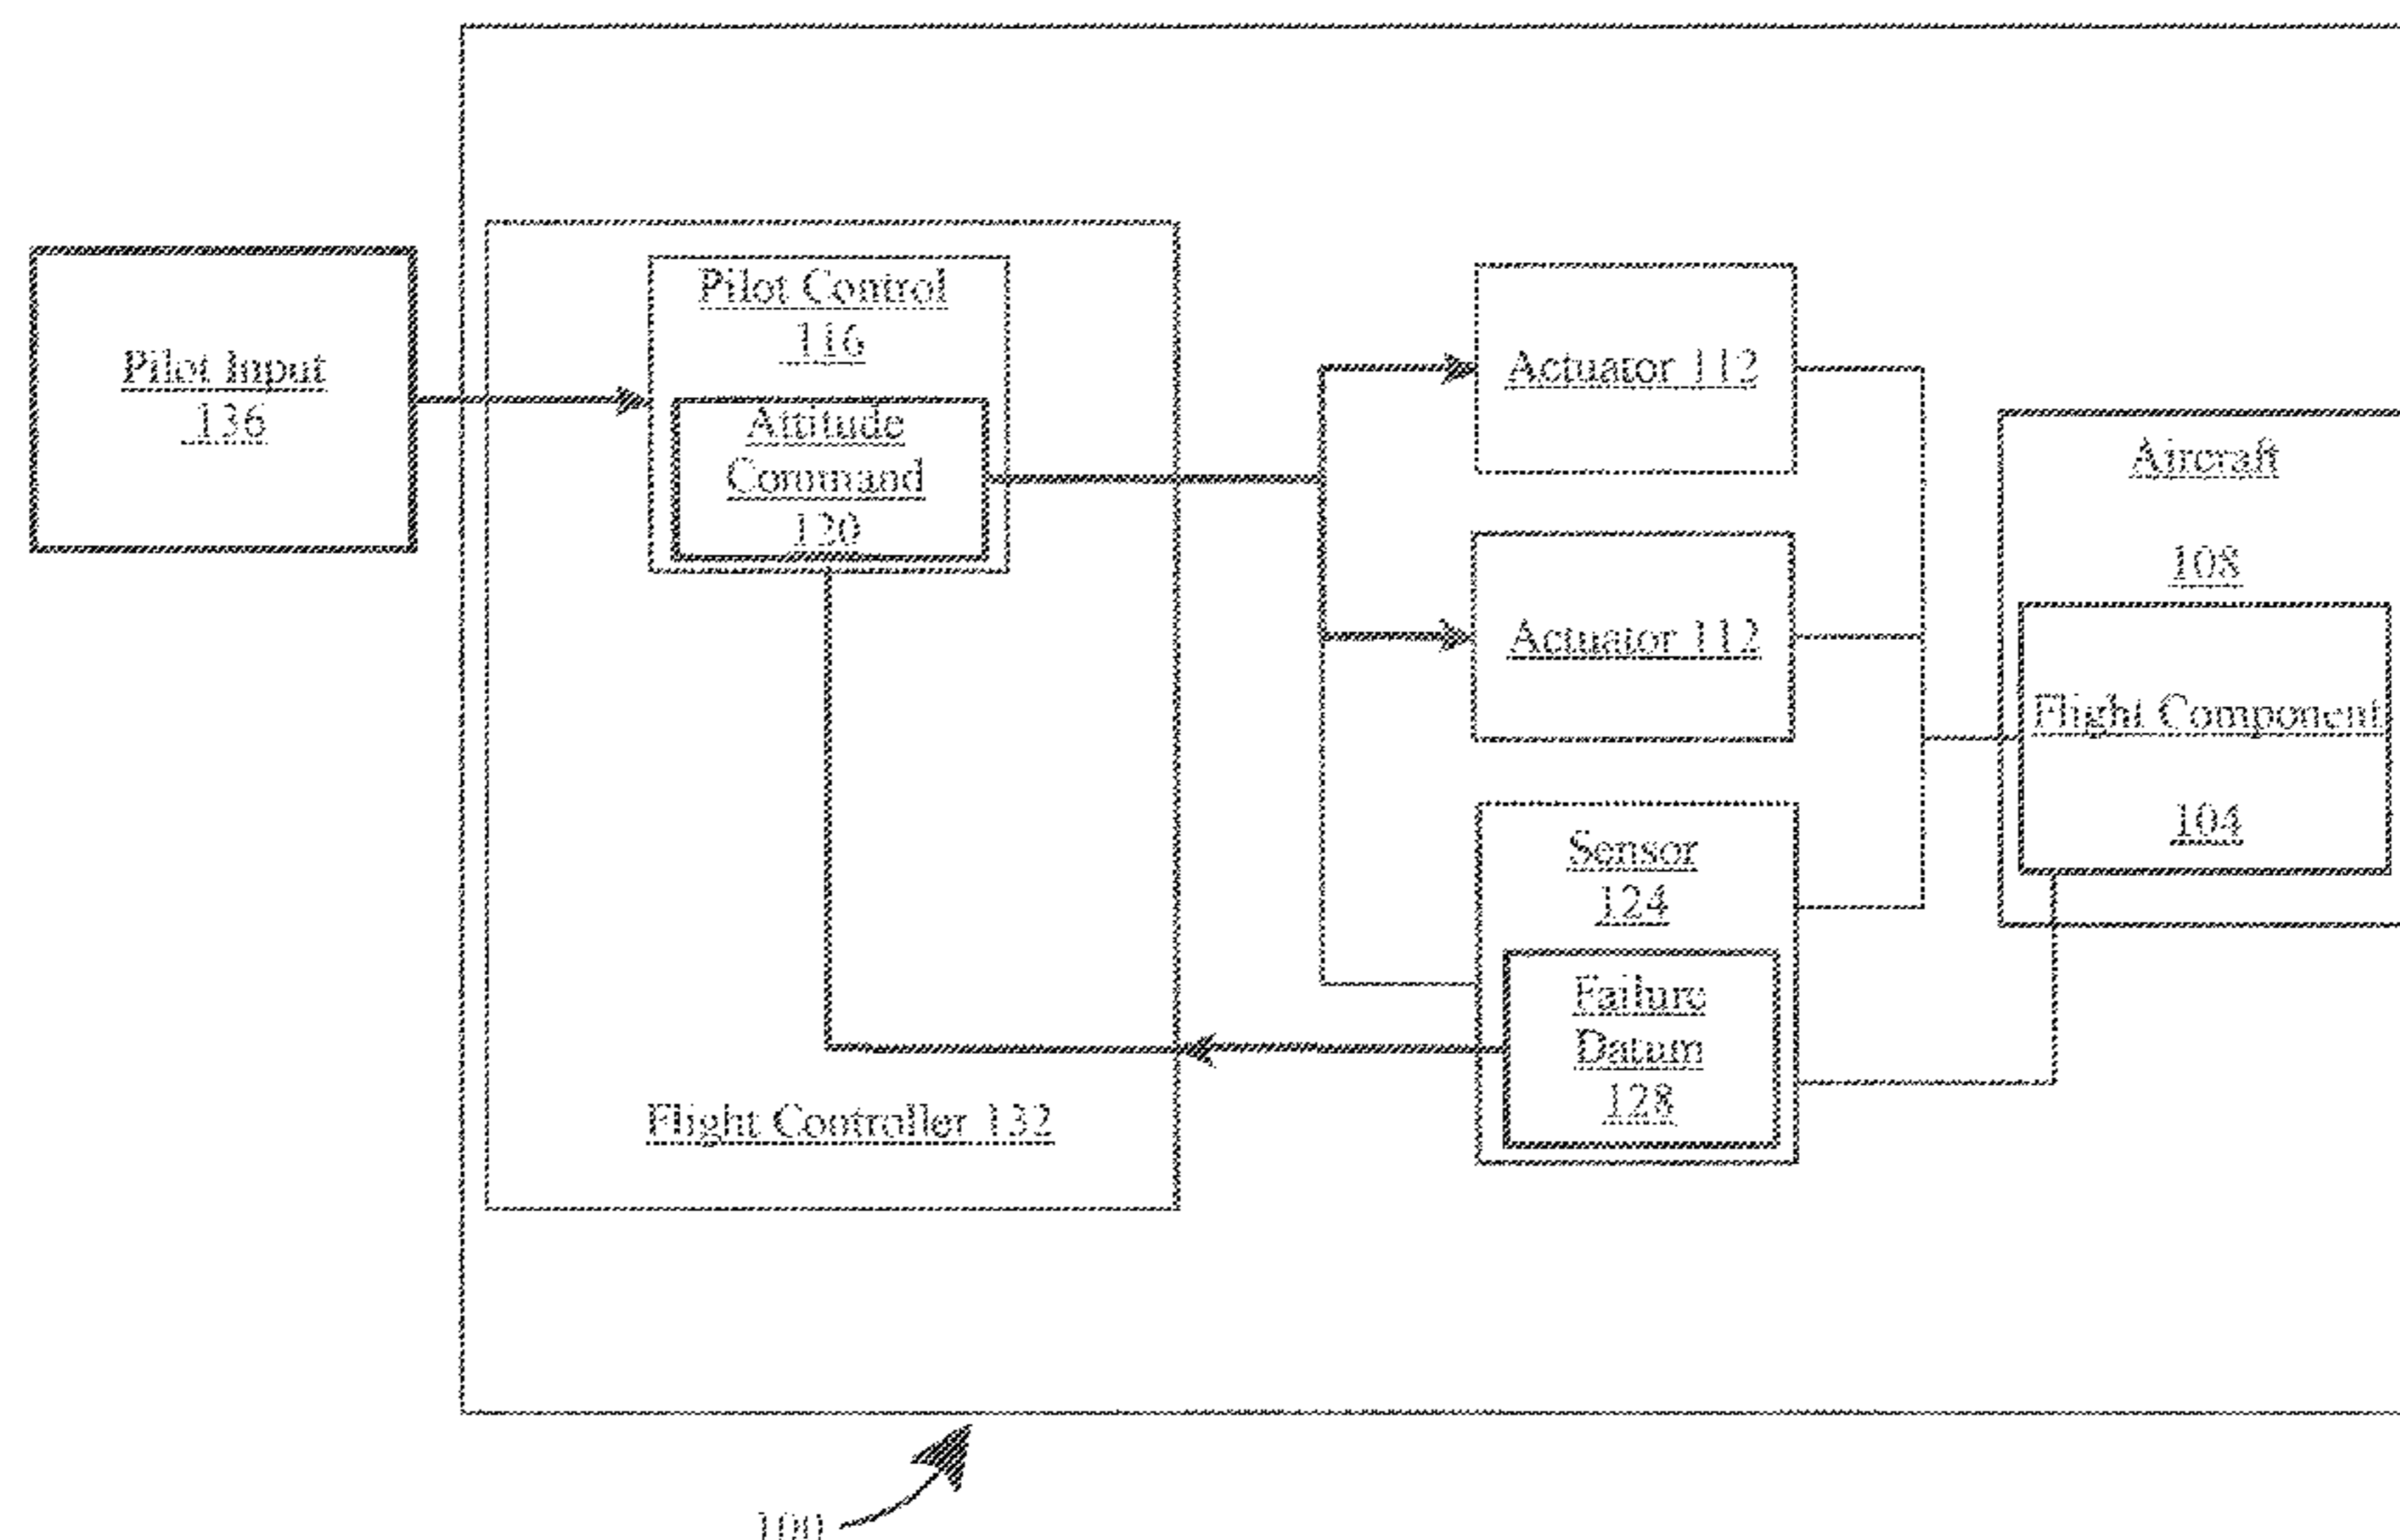 Pilot Input
136
Pilot Control
116
Attitude
Command
120
Flight Controller 132
Actuator 112
Actuator 112
Sensor
124
Failure
Datum
128
Aircraft
108
Flight Component
104
100